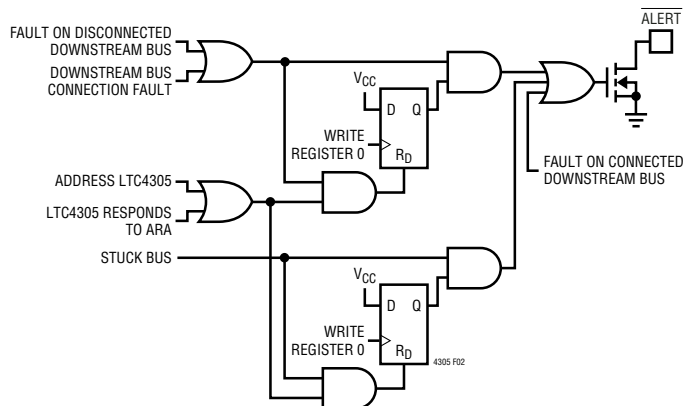 ALERT
FAULT ON DISCONNECTED
DOWNSTREAM BUS
DOWNSTREAM BUS
CONNECTION FAULT
VCC
D Q
WRITE
REGISTER 0
RD
FAULT ON CONNECTED
DOWNSTREAM BUS
ADDRESS LTC4305
LTC4305 RESPONDS
TO ARA
STUCK BUS
VCC
D Q
WRITE
REGISTER 0
RD
4305 F02